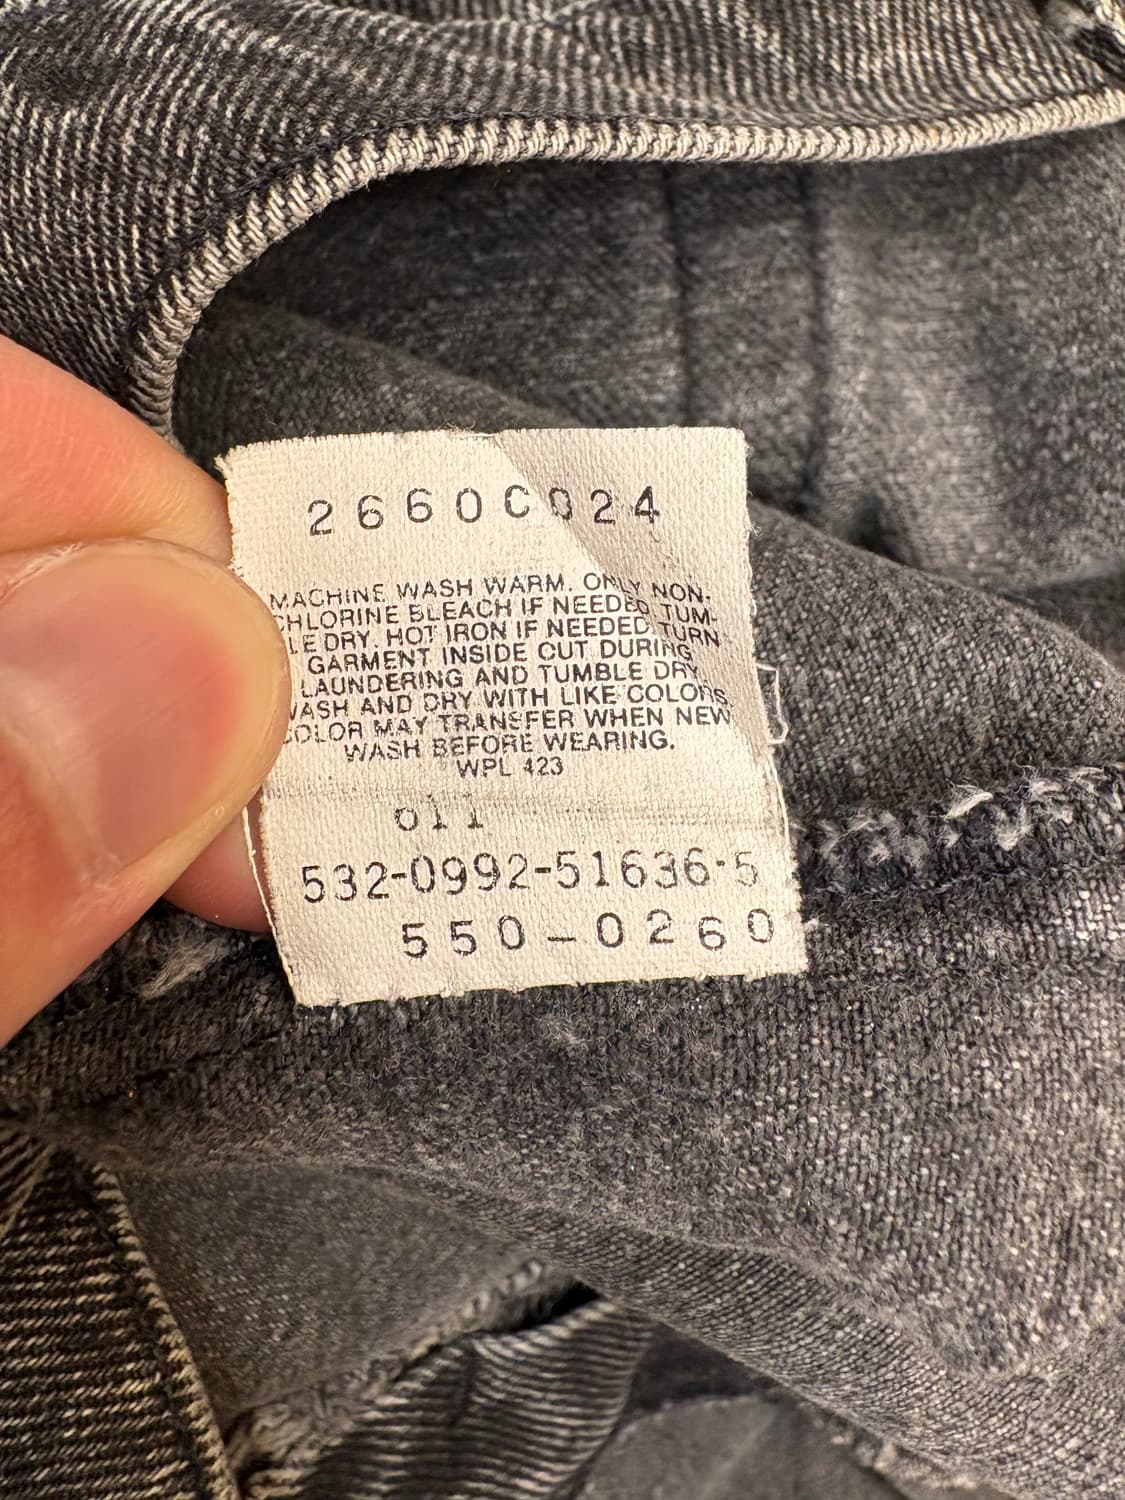 2660C024
MACHINE WASH WARM. ONLY NON-
CHLORINE BLEACH IF NEEDED. TUM-
LE DRY. HOT IRON IF NEEDED. TURN
GARMENT INSIDE OUT DURING
LAUNDERING AND TUMBLE DRY.
WASH AND DRY WITH LIKE COLORS.
COLOR MAY TRANSFER WHEN NEW
WASH BEFORE WEARING.
WPL 423
011
532-0992-51636-5
550-0260